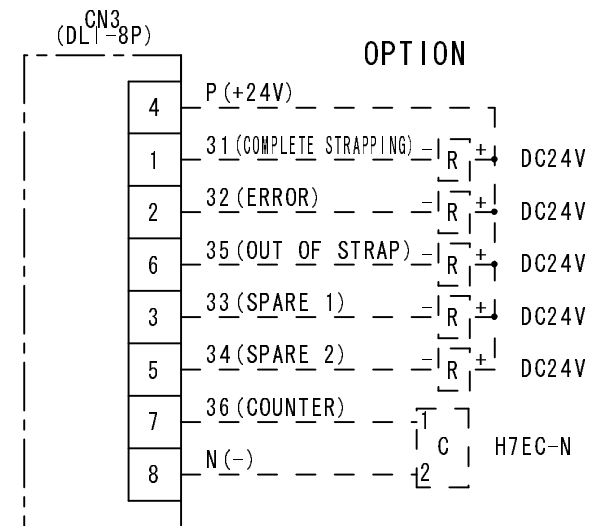 CN3
(DL1-8P)
OPTION
4 P(+24V)
1 31(COMPLETE STRAPPING) - R + DC24V
2 32(ERROR) - R + DC24V
6 35(OUT OF STRAP) - R + DC24V
3 33(SPARE 1) - R + DC24V
5 34(SPARE 2) - R + DC24V
7 36(COUNTER) 1
C H7EC-N
8 N(-) 2